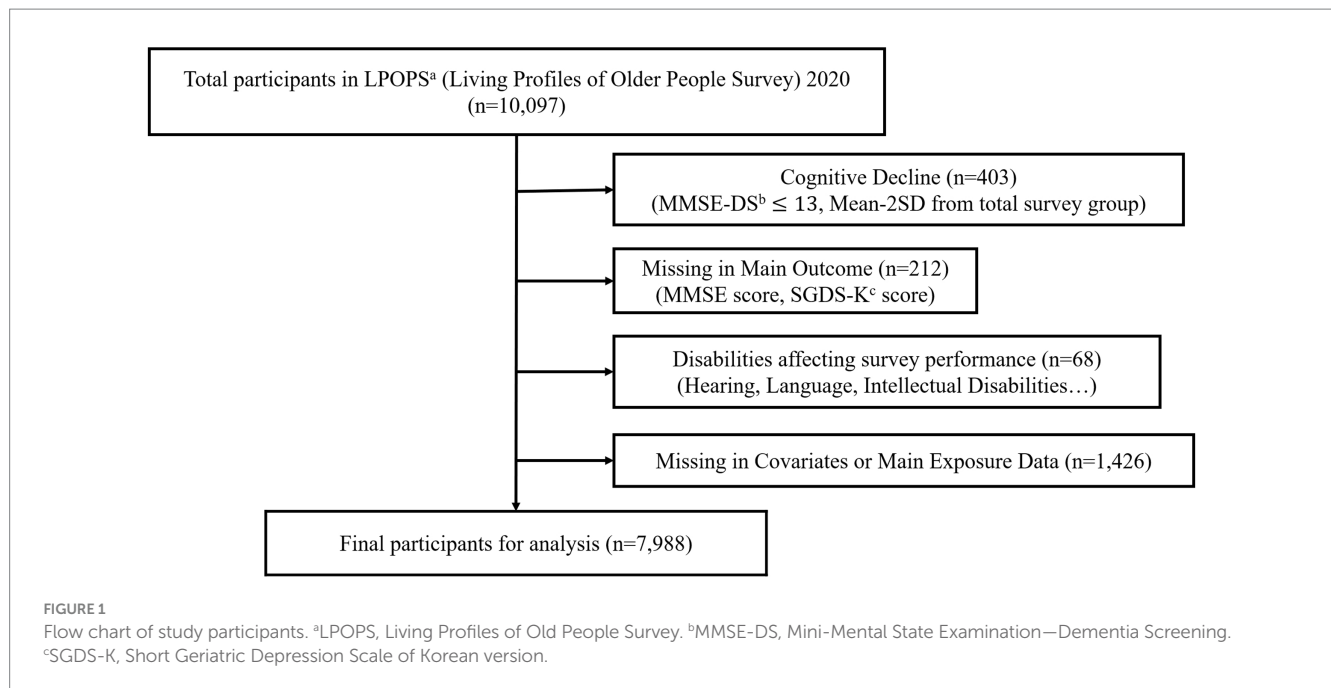 Total participants in LPOPSᵃ (Living Profiles of Older People Survey) 2020
(n=10,097)
Cognitive Decline (n=403)
(MMSE-DSᵇ ≤ 13, Mean-2SD from total survey group)
Missing in Main Outcome (n=212)
(MMSE score, SGDS-Kᶜ score)
Disabilities affecting survey performance (n=68)
(Hearing, Language, Intellectual Disabilities…)
Missing in Covariates or Main Exposure Data (n=1,426)
Final participants for analysis (n=7,988)
FIGURE 1
Flow chart of study participants. ᵃLPOPS, Living Profiles of Old People Survey. ᵇMMSE-DS, Mini-Mental State Examination—Dementia Screening.
ᶜSGDS-K, Short Geriatric Depression Scale of Korean version.